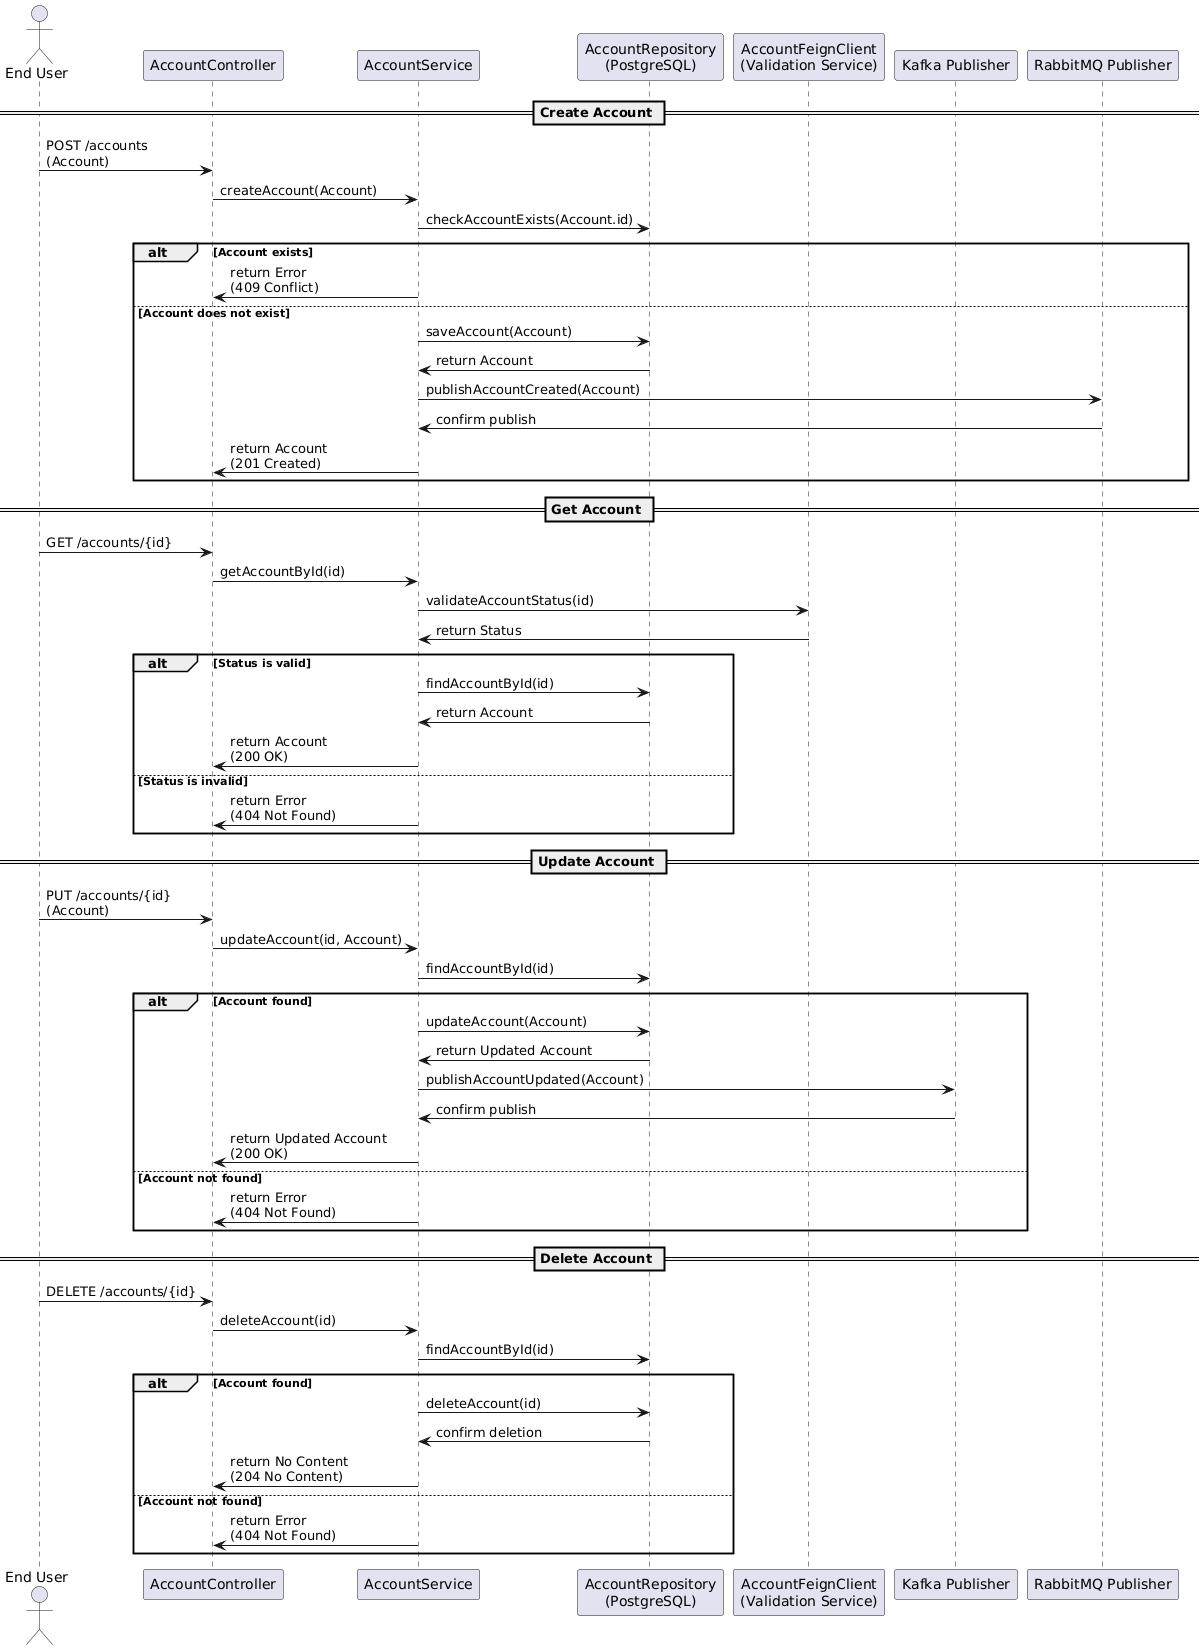 End User
AccountController
AccountService
AccountRepository
(PostgreSQL)
AccountFeignClient
(Validation Service)
Kafka Publisher
RabbitMQ Publisher
Create Account
POST /accounts
(Account)
createAccount(Account)
checkAccountExists(Account.id)
alt [Account exists]
return Error
(409 Conflict)
[Account does not exist]
saveAccount(Account)
return Account
publishAccountCreated(Account)
confirm publish
return Account
(201 Created)
Get Account
GET /accounts/{id}
getAccountById(id)
validateAccountStatus(id)
return Status
alt [Status is valid]
findAccountById(id)
return Account
return Account
(200 OK)
[Status is invalid]
return Error
(404 Not Found)
Update Account
PUT /accounts/{id}
(Account)
updateAccount(id, Account)
findAccountById(id)
alt [Account found]
updateAccount(Account)
return Updated Account
publishAccountUpdated(Account)
confirm publish
return Updated Account
(200 OK)
[Account not found]
return Error
(404 Not Found)
Delete Account
DELETE /accounts/{id}
deleteAccount(id)
findAccountById(id)
alt [Account found]
deleteAccount(id)
confirm deletion
return No Content
(204 No Content)
[Account not found]
return Error
(404 Not Found)
End User
AccountController
AccountService
AccountRepository
(PostgreSQL)
AccountFeignClient
(Validation Service)
Kafka Publisher
RabbitMQ Publisher